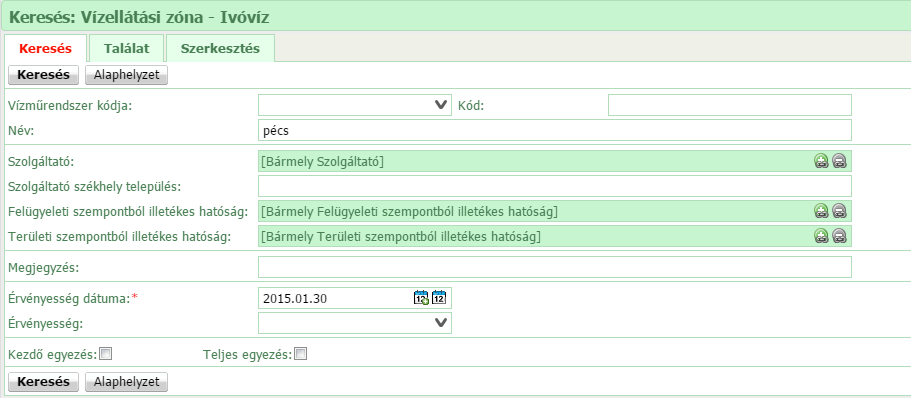 Keresés: Vízellátási zóna - Ivóvíz
Keresés Találat Szerkesztés
Keresés Alaphelyzet
Vízműrendszer kódja: Kód:
Név: pécs
Szolgáltató: [Bármely Szolgáltató]
Szolgáltató székhely település:
Felügyeleti szempontból illetékes hatóság: [Bármely Felügyeleti szempontból illetékes hatóság]
Területi szempontból illetékes hatóság: [Bármely Területi szempontból illetékes hatóság]
Megjegyzés:
Érvényesség dátuma:* 2015.01.30 12 12
Érvényesség:
Kezdő egyezés: Teljes egyezés:
Keresés Alaphelyzet